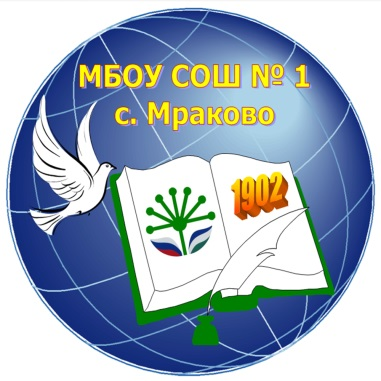 МБОУ СОШ № 1
с. Мраково
1902